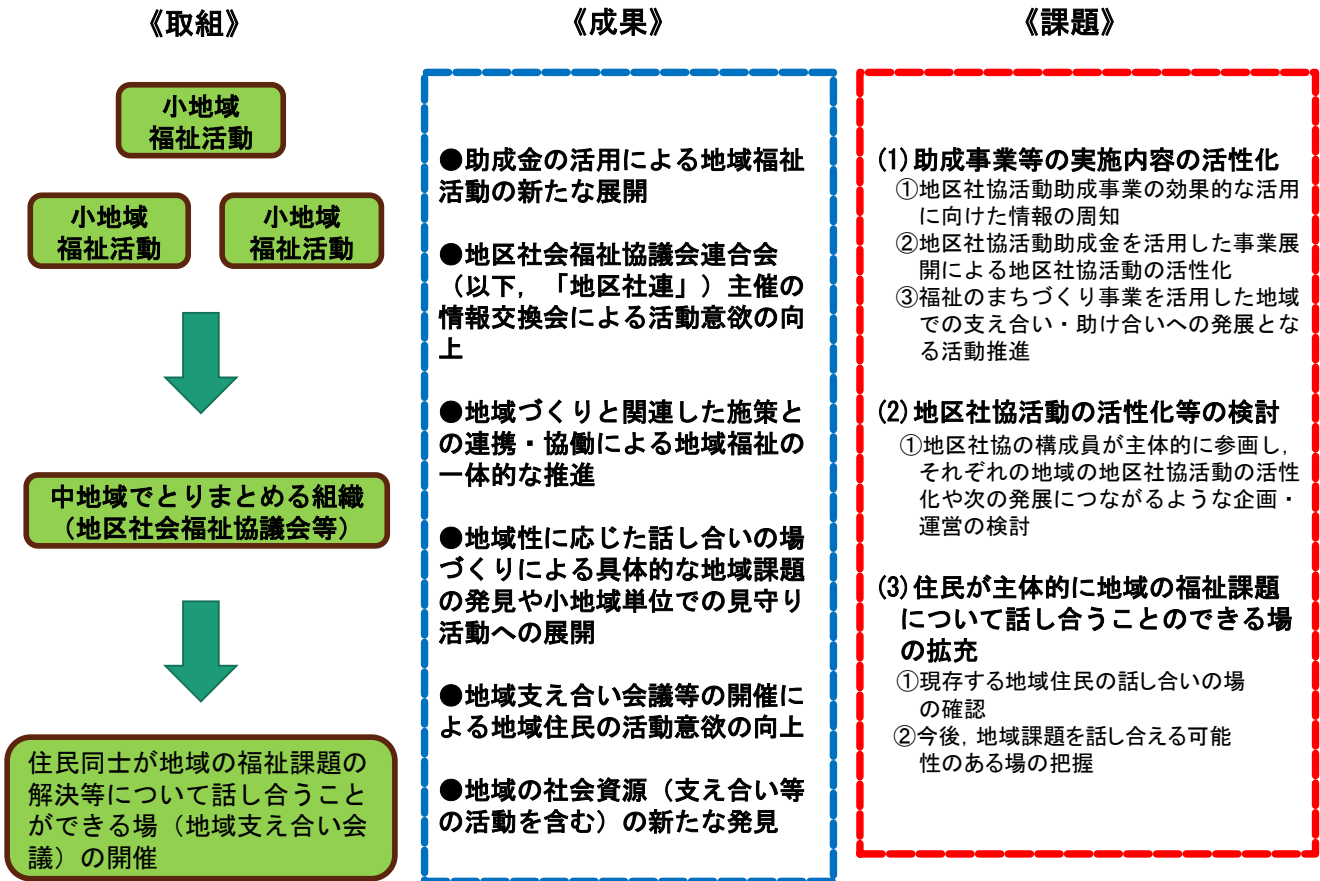 《取組》
小地域
福祉活動
小地域
福祉活動
小地域
福祉活動
中地域でとりまとめる組織
（地区社会福祉協議会等）
住民同士が地域の福祉課題の
解決等について話し合うこと
ができる場（地域支え合い会
議）の開催
《成果》
●助成金の活用による地域福祉
活動の新たな展開
●地区社会福祉協議会連合会
（以下，「地区社連」）主催の
情報交換会による活動意欲の向
上
●地域づくりと関連した施策と
の連携・協働による地域福祉の
一体的な推進
●地域性に応じた話し合いの場
づくりによる具体的な地域課題
の発見や小地域単位での見守り
活動への展開
●地域支え合い会議等の開催に
よる地域住民の活動意欲の向上
●地域の社会資源（支え合い等
の活動を含む）の新たな発見
《課題》
(1)助成事業等の実施内容の活性化
①地区社協活動助成事業の効果的な活用
に向けた情報の周知
②地区社協活動助成金を活用した事業展
開による地区社協活動の活性化
③福祉のまちづくり事業を活用した地域
での支え合い・助け合いへの発展とな
る活動推進
(2)地区社協活動の活性化等の検討
①地区社協の構成員が主体的に参画し，
それぞれの地域の地区社協活動の活性
化や次の発展につながるような企画・
運営の検討
(3)住民が主体的に地域の福祉課題
について話し合うことのできる場
の拡充
①現存する地域住民の話し合いの場
の確認
②今後，地域課題を話し合える可能
性のある場の把握